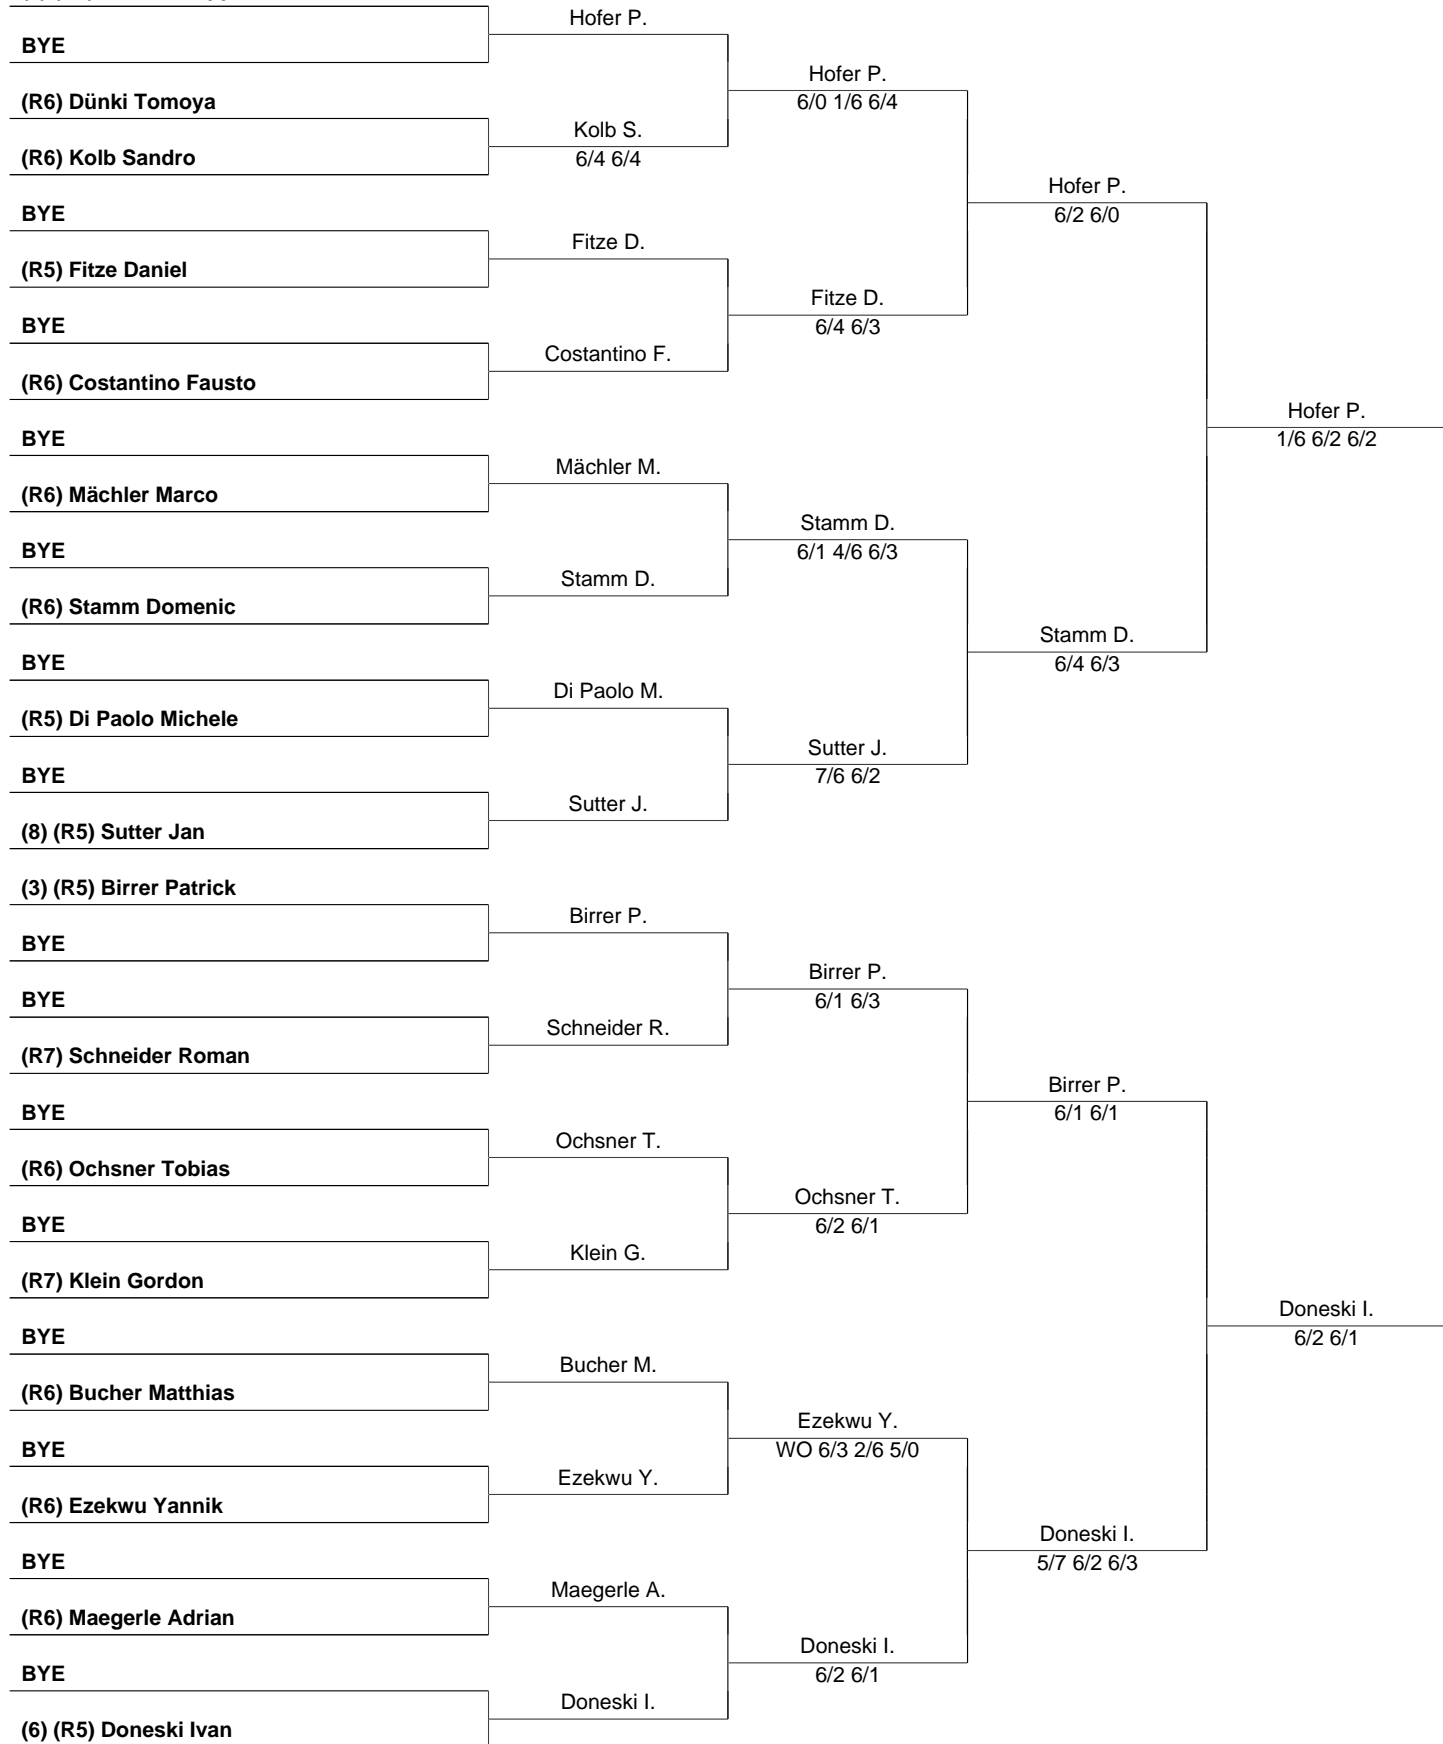 BYE
(R6) Dünki Tomoya
(R6) Kolb Sandro
BYE
(R5) Fitze Daniel
BYE
(R6) Costantino Fausto
BYE
(R6) Mächler Marco
BYE
(R6) Stamm Domenic
BYE
(R5) Di Paolo Michele
BYE
(8) (R5) Sutter Jan
(3) (R5) Birrer Patrick
BYE
BYE
(R7) Schneider Roman
BYE
(R6) Ochsner Tobias
BYE
(R7) Klein Gordon
BYE
(R6) Bucher Matthias
BYE
(R6) Ezekwu Yannik
BYE
(R6) Maegerle Adrian
BYE
(6) (R5) Doneski Ivan
Hofer P.
Kolb S.
6/4 6/4
Fitze D.
Costantino F.
Mächler M.
Stamm D.
Di Paolo M.
Sutter J.
Birrer P.
Schneider R.
Ochsner T.
Klein G.
Bucher M.
Ezekwu Y.
Maegerle A.
Doneski I.
Hofer P.
6/0 1/6 6/4
Fitze D.
6/4 6/3
Stamm D.
6/1 4/6 6/3
Sutter J.
7/6 6/2
Birrer P.
6/1 6/3
Ochsner T.
6/2 6/1
Ezekwu Y.
WO 6/3 2/6 5/0
Doneski I.
6/2 6/1
Hofer P.
6/2 6/0
Stamm D.
6/4 6/3
Birrer P.
6/1 6/1
Doneski I.
5/7 6/2 6/3
Hofer P.
1/6 6/2 6/2
Doneski I.
6/2 6/1